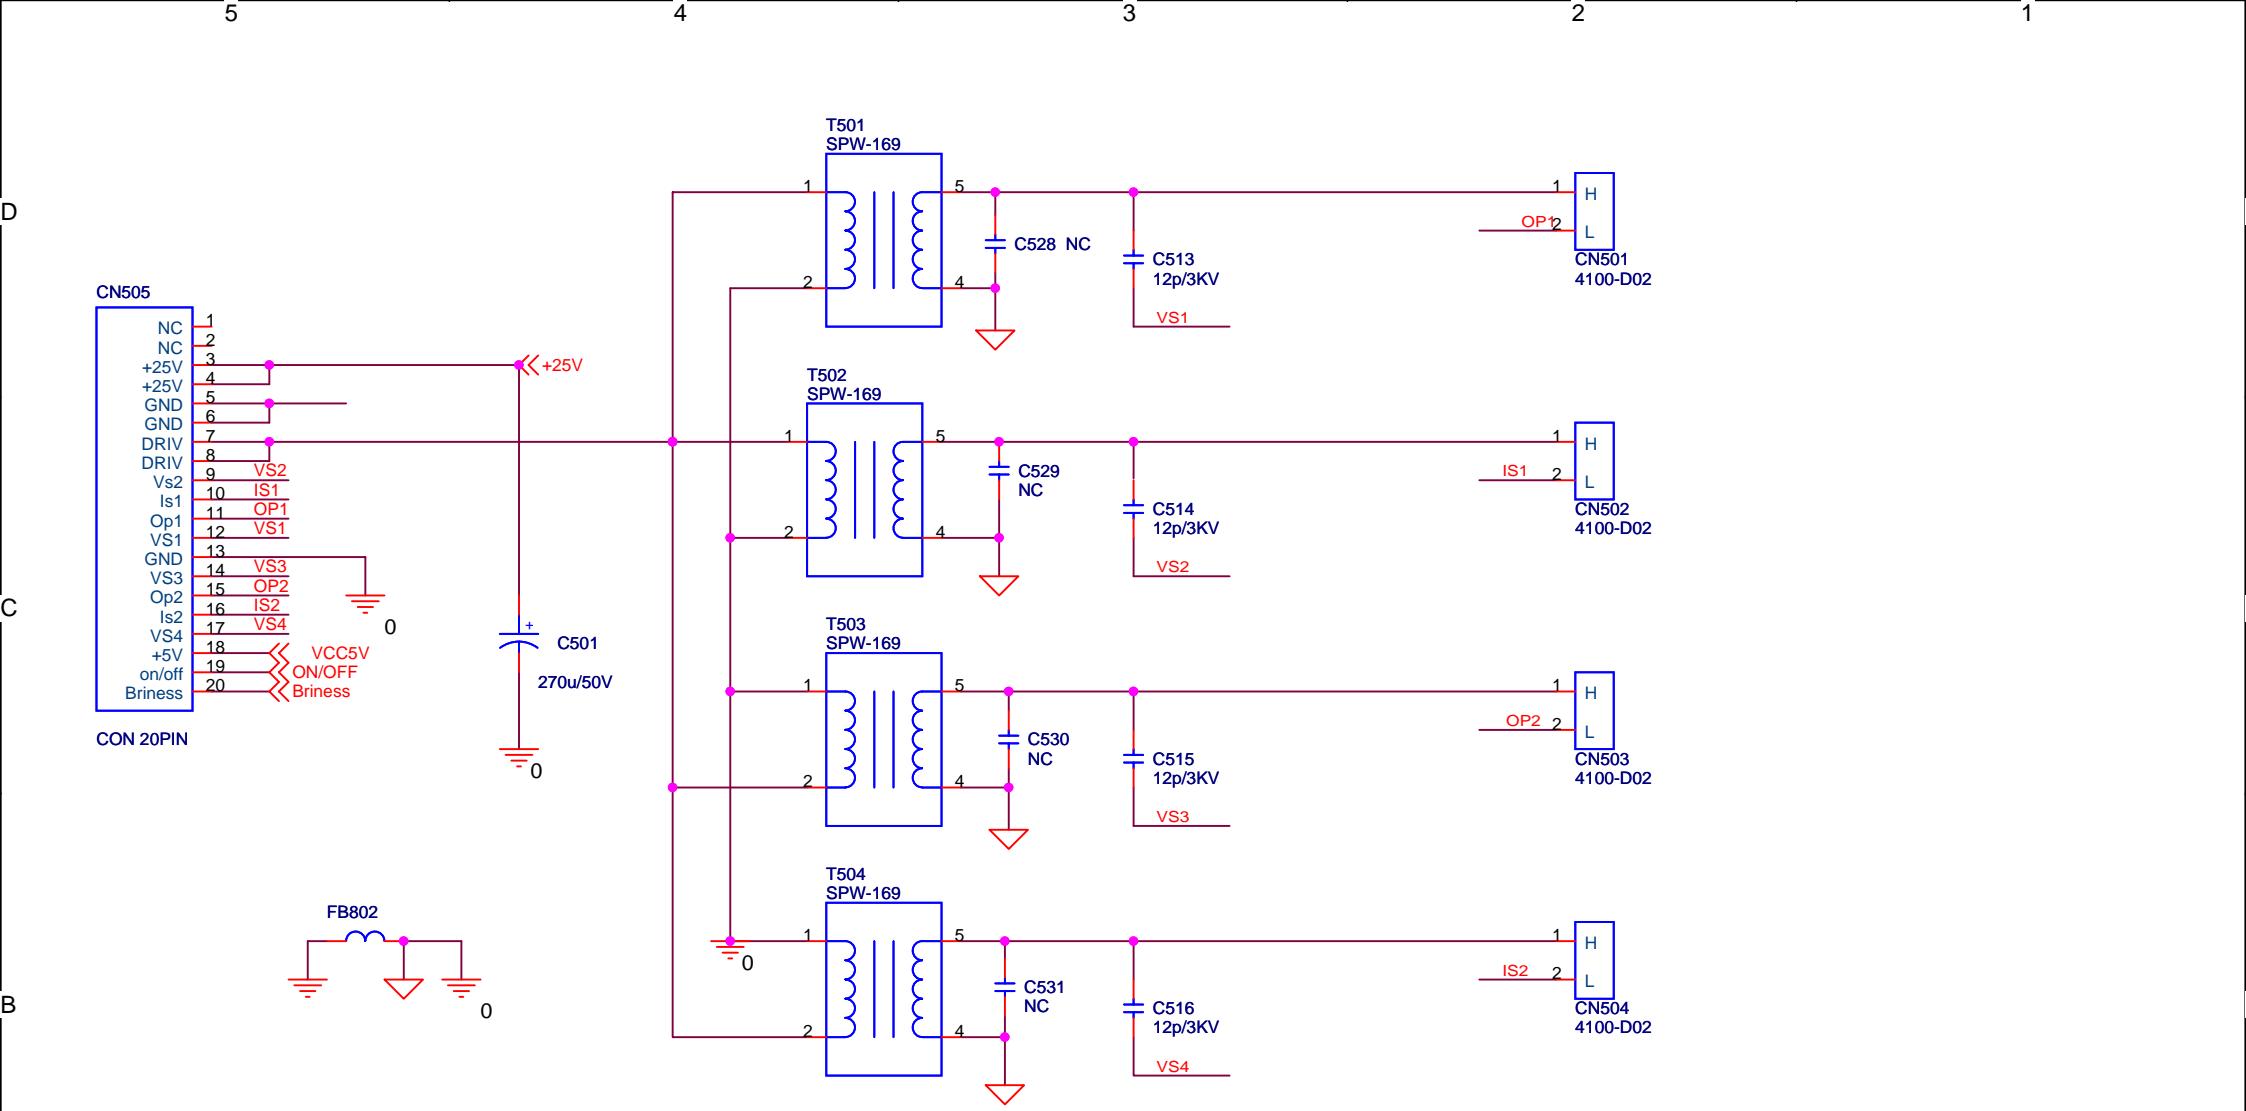 5 4 3 2 1
D
C
B
CN505
NC 1
NC 2
+25V 3
+25V 4
GND 5
GND 6
DRIV 7
DRIV 8
Vs2 9 VS2
Is1 10 IS1
Op1 11 OP1
VS1 12 VS1
GND 13
VS3 14 VS3
Op2 15 OP2
Is2 16 IS2
VS4 17 VS4
+5V 18 VCC5V
on/off 19 ON/OFF
Briness 20 Briness
CON 20PIN
0
+25V
+
C501
270u/50V
0
FB802
0
T501
SPW-169
1 5
2 4
C528 NC
C513
12p/3KV
VS1
1 H
OP1 2 L
CN501
4100-D02
T502
SPW-169
1 5
2 4
C529
NC
C514
12p/3KV
VS2
1 H
IS1 2 L
CN502
4100-D02
T503
SPW-169
1 5
2 4
C530
NC
C515
12p/3KV
VS3
1 H
OP2 2 L
CN503
4100-D02
T504
SPW-169
1 5
2 4
0
C531
NC
C516
12p/3KV
VS4
1 H
IS2 2 L
CN504
4100-D02